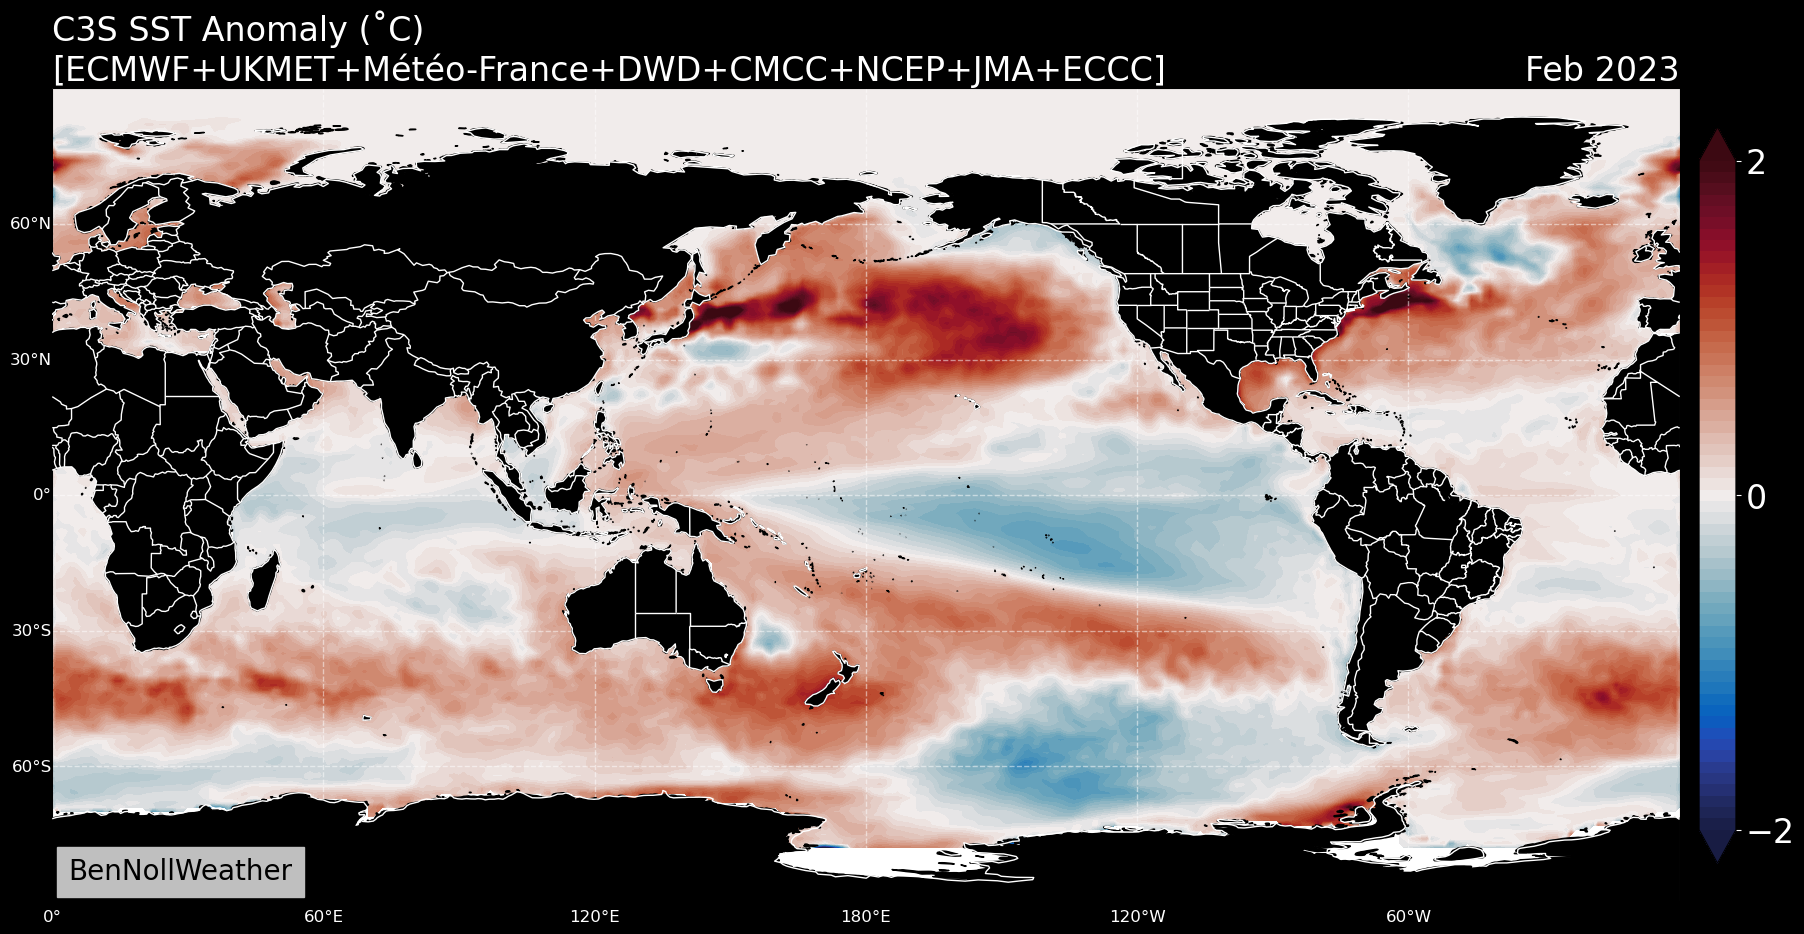 C3S SST Anomaly (˚C)
[ECMWF+UKMET+Météo-France+DWD+CMCC+NCEP+JMA+ECCC]
Feb 2023
2
60°N
30°N
0°
0
30°S
60°S
−2
BenNollWeather
0°
60°E
120°E
180°E
120°W
60°W